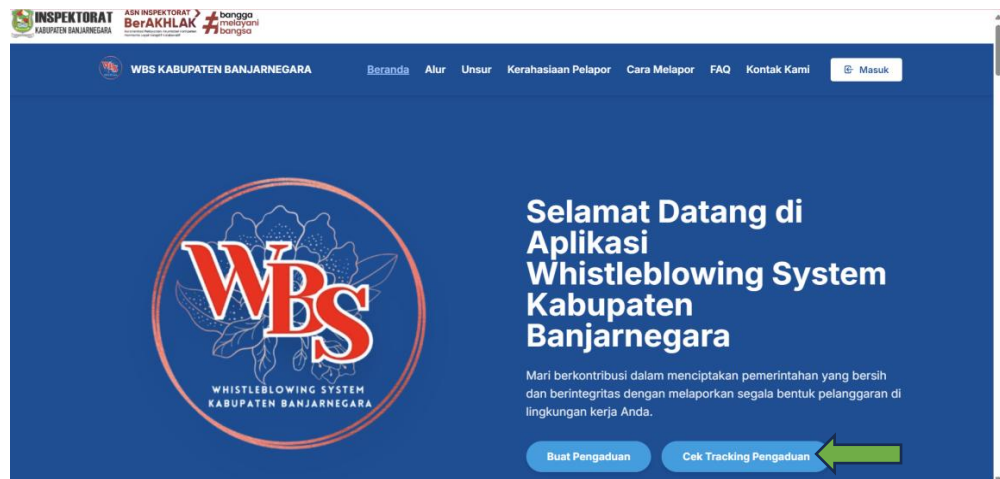 INSPEKTORAT
KABUPATEN BANJARNEGARA
ASN INSPEKTORAT
BerAKHLAK
# bangga
melayani
bangsa
WBS KABUPATEN BANJARNEGARA
Beranda Alur Unsur Kerahasiaan Pelapor Cara Melapor FAQ Kontak Kami Masuk
WBS
WHISTLEBLOWING SYSTEM
KABUPATEN BANJARNEGARA
Selamat Datang di
Aplikasi
Whistleblowing System
Kabupaten
Banjarnegara
Mari berkontribusi dalam menciptakan pemerintahan yang bersih
dan berintegritas dengan melaporkan segala bentuk pelanggaran di
lingkungan kerja Anda.
Buat Pengaduan Cek Tracking Pengaduan